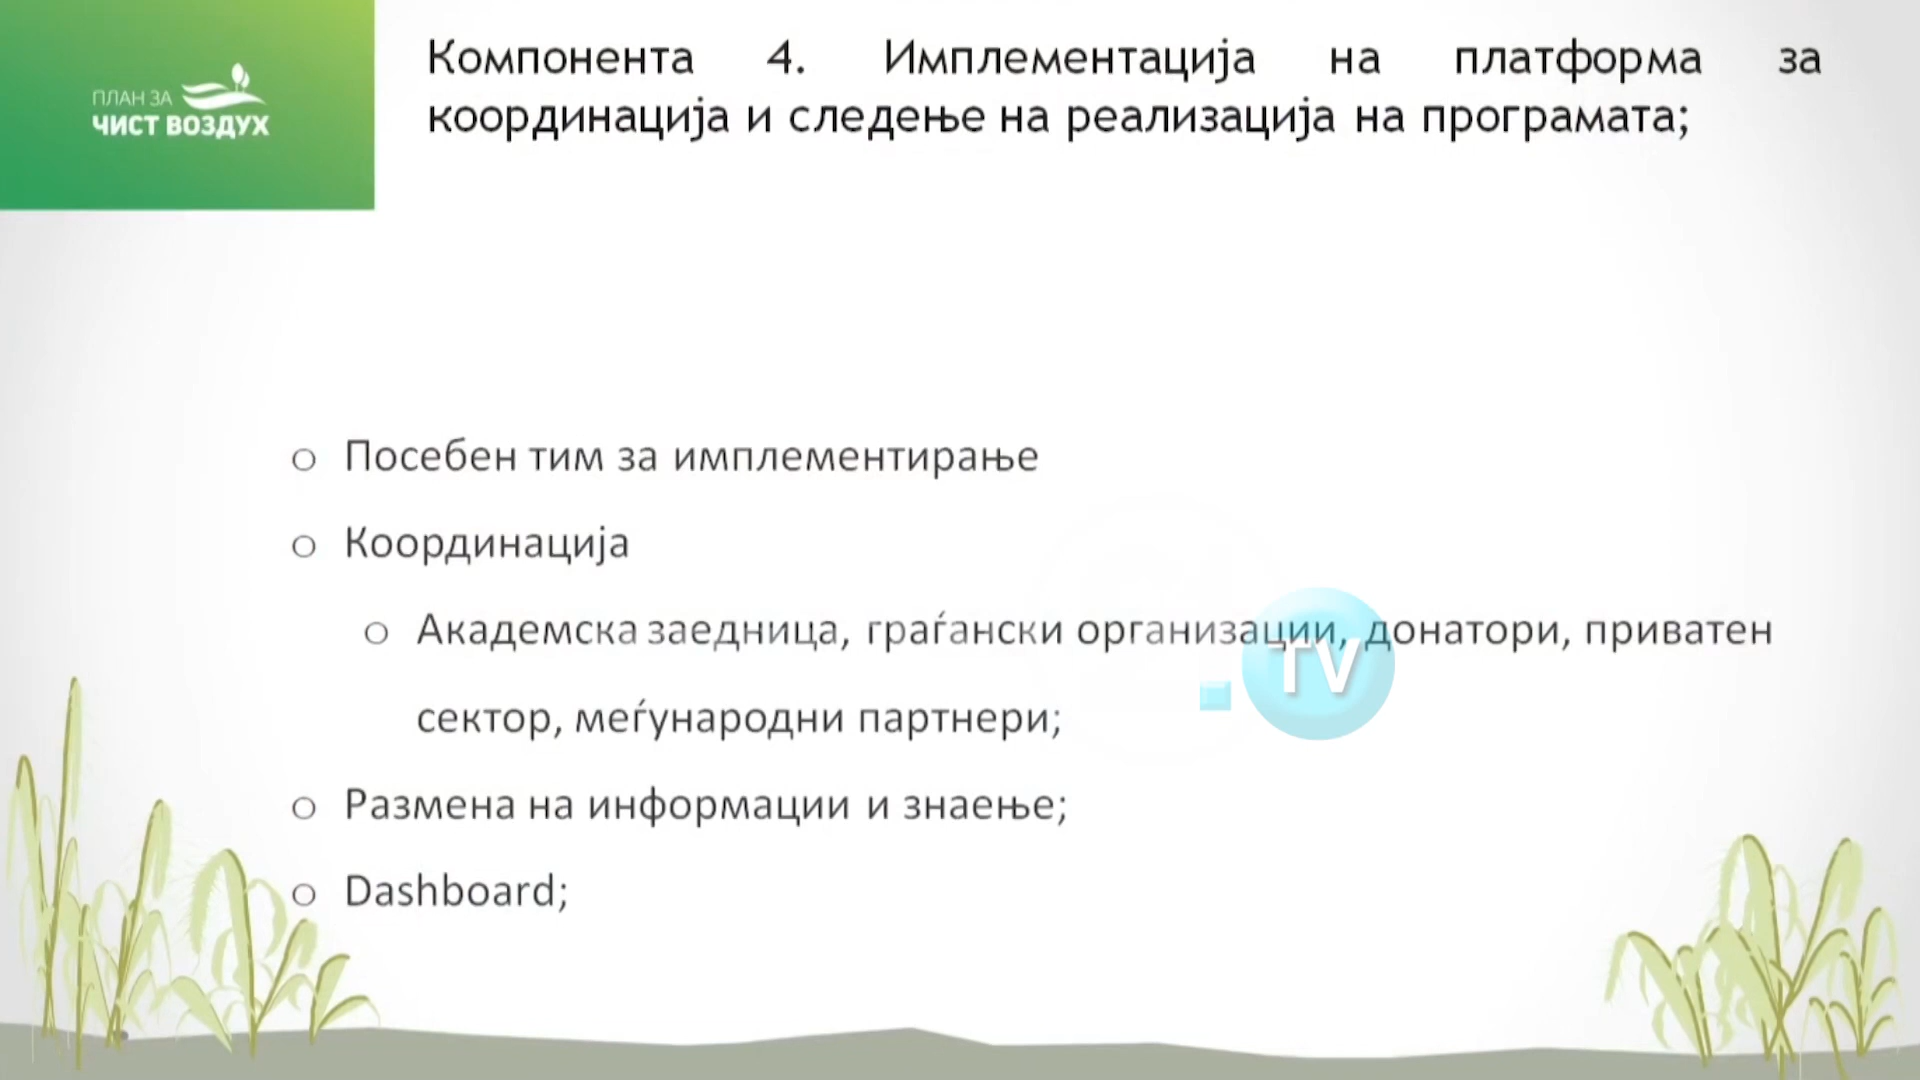 ПЛАН ЗА
ЧИСТ ВОЗДУХ
Компонента 4. Имплементација на платформа за
координација и следење на реализација на програмата;
o Посебен тим за имплементирање
o Координација
o Академска заедница, граѓански организации, донатори, приватен
сектор, меѓународни партнери;
o Размена на информации и знаење;
o Dashboard;
TV